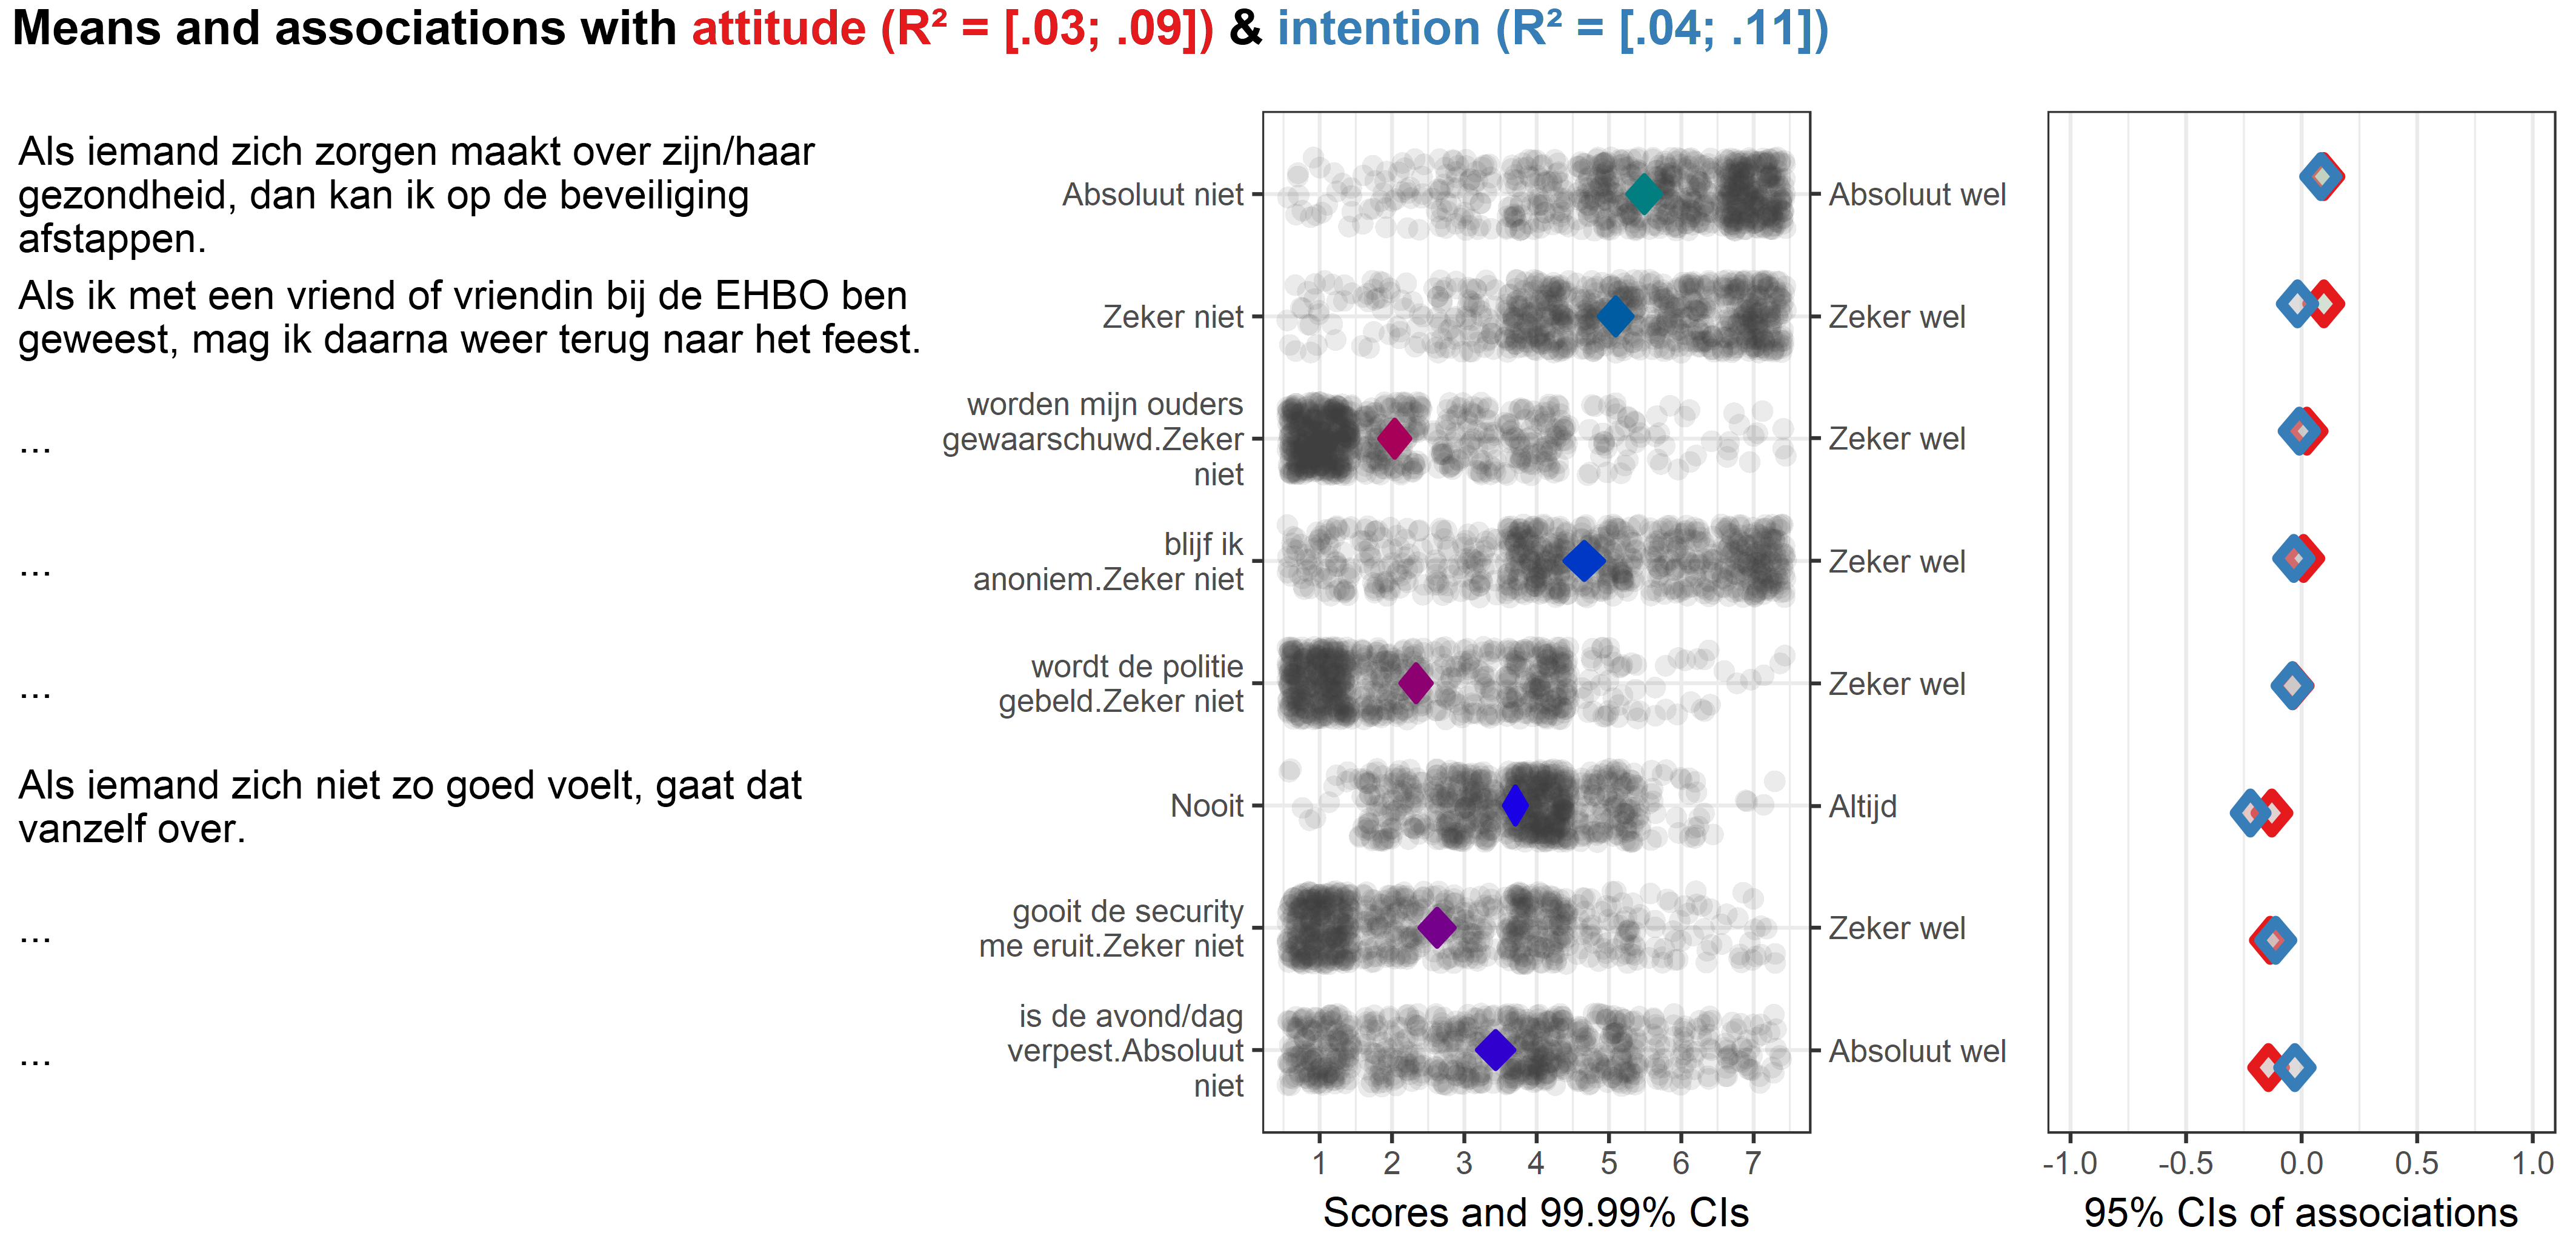 Means and associations with attitude (R² = [.03; .09]) & intention (R² = [.04; .11])
Als iemand zich zorgen maakt over zijn/haar
gezondheid, dan kan ik op de beveiliging
afstappen.
Absoluut niet
Absoluut wel
Als ik met een vriend of vriendin bij de EHBO ben
geweest, mag ik daarna weer terug naar het feest.
Zeker niet
Zeker wel
...
worden mijn ouders
gewaarschuwd.Zeker
niet
Zeker wel
...
blijf ik
anoniem.Zeker niet
Zeker wel
...
wordt de politie
gebeld.Zeker niet
Zeker wel
Als iemand zich niet zo goed voelt, gaat dat
vanzelf over.
Nooit
Altijd
...
gooit de security
me eruit.Zeker niet
Zeker wel
...
is de avond/dag
verpest.Absoluut
niet
Absoluut wel
1 2 3 4 5 6 7
Scores and 99.99% CIs
-1.0 -0.5 0.0 0.5 1.0
95% CIs of associations